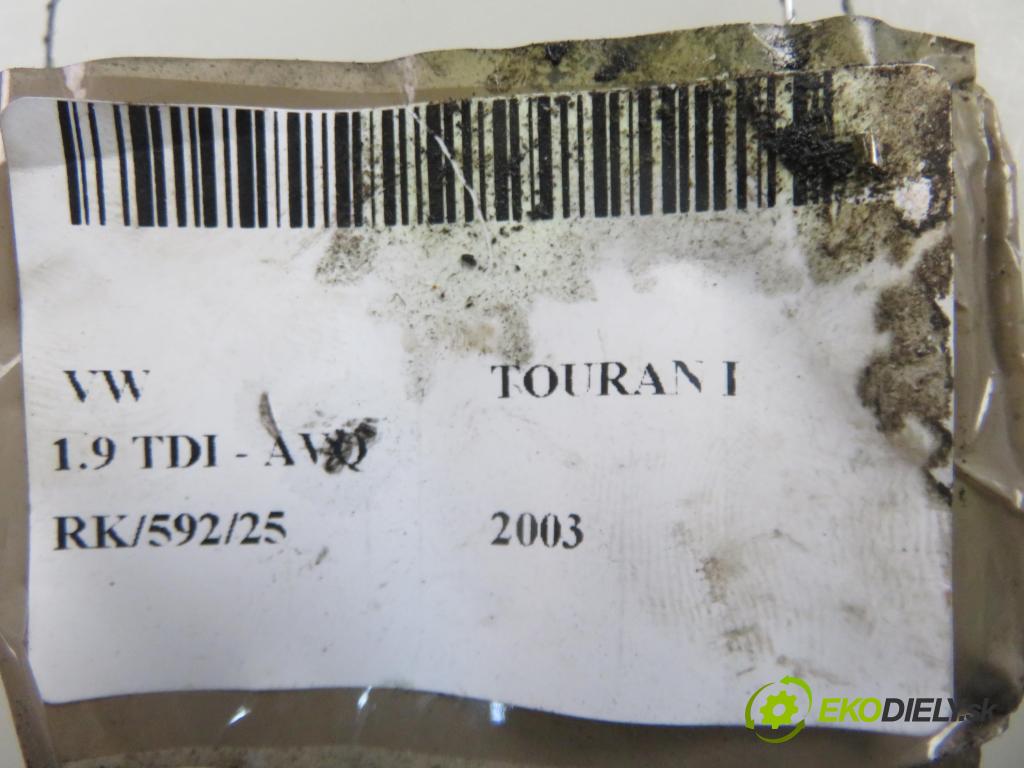 VW TOURAN I
1.9 TDI - AVQ
RK/592/25 2003
EKODIELY.sk